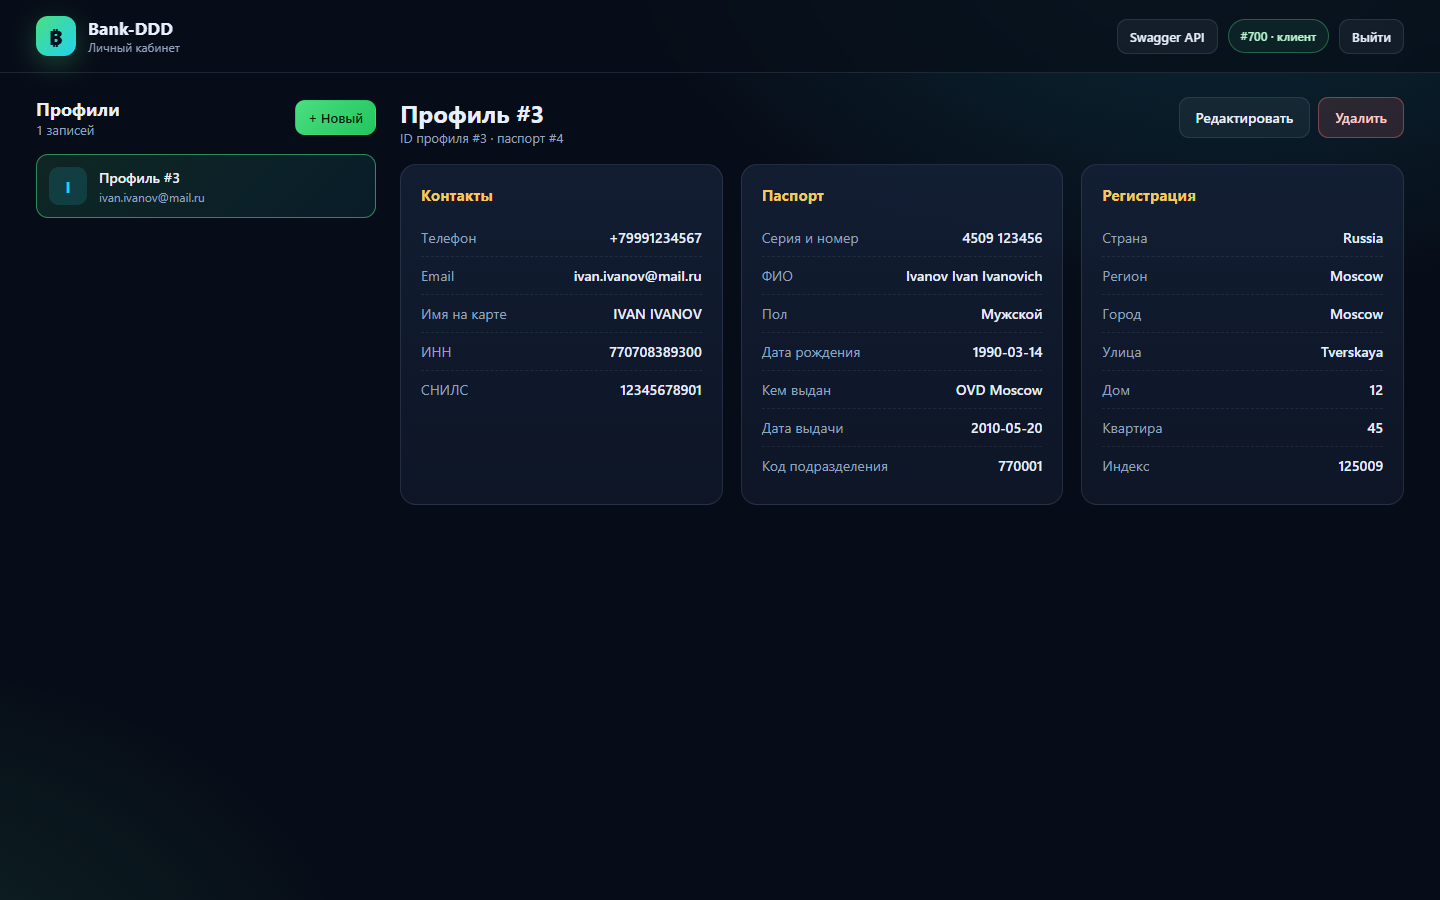 Bank-DDD
Личный кабинет
Swagger API
#700 · клиент
Выйти
Профили
1 записей
+ Новый
I
Профиль #3
ivan.ivanov@mail.ru
Профиль #3
ID профиля #3 · паспорт #4
Редактировать
Удалить
Контакты
Телефон +79991234567
Email ivan.ivanov@mail.ru
Имя на карте IVAN IVANOV
ИНН 770708389300
СНИЛС 12345678901
Паспорт
Серия и номер 4509 123456
ФИО Ivanov Ivan Ivanovich
Пол Мужской
Дата рождения 1990-03-14
Кем выдан OVD Moscow
Дата выдачи 2010-05-20
Код подразделения 770001
Регистрация
Страна Russia
Регион Moscow
Город Moscow
Улица Tverskaya
Дом 12
Квартира 45
Индекс 125009